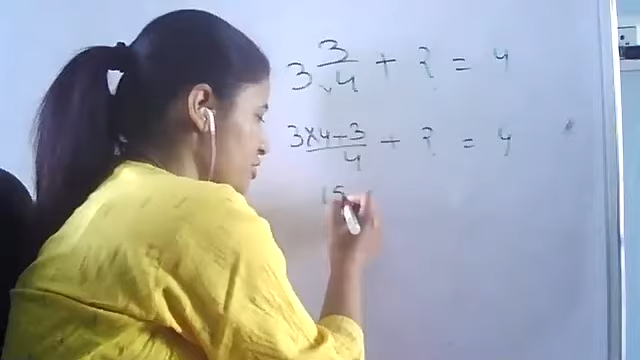 3 3/4 + ? = 4
3×4-3/4 + ? = 4
15